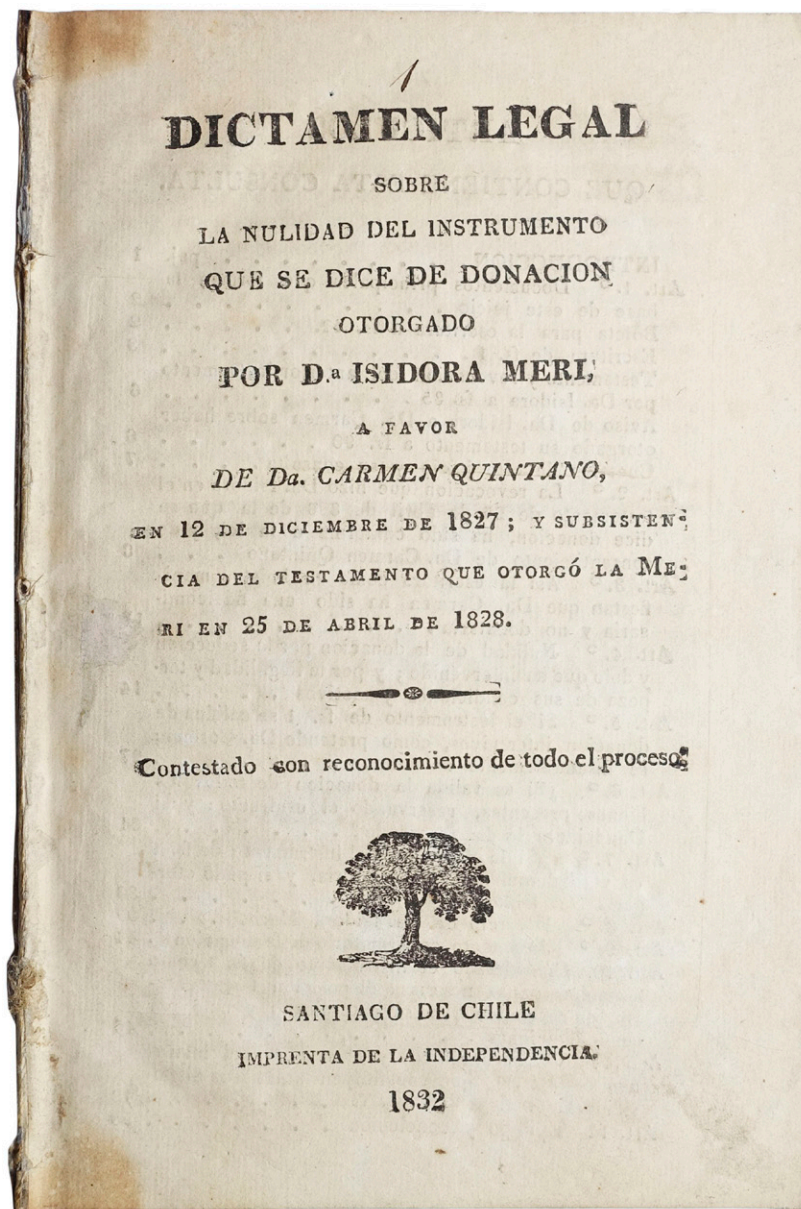 1
DICTAMEN LEGAL
SOBRE
LA NULIDAD DEL INSTRUMENTO
QUE SE DICE DE DONACION
OTORGADO
POR D.a ISIDORA MERI,
A FAVOR
DE Da. CARMEN QUINTANO,
EN 12 DE DICIEMBRE DE 1827 ; Y SUBSISTEN-
CIA DEL TESTAMENTO QUE OTORGÓ LA ME-
RI EN 25 DE ABRIL DE 1828.
Contestado con reconocimiento de todo el proceso.
SANTIAGO DE CHILE
IMPRENTA DE LA INDEPENDENCIA.
1832